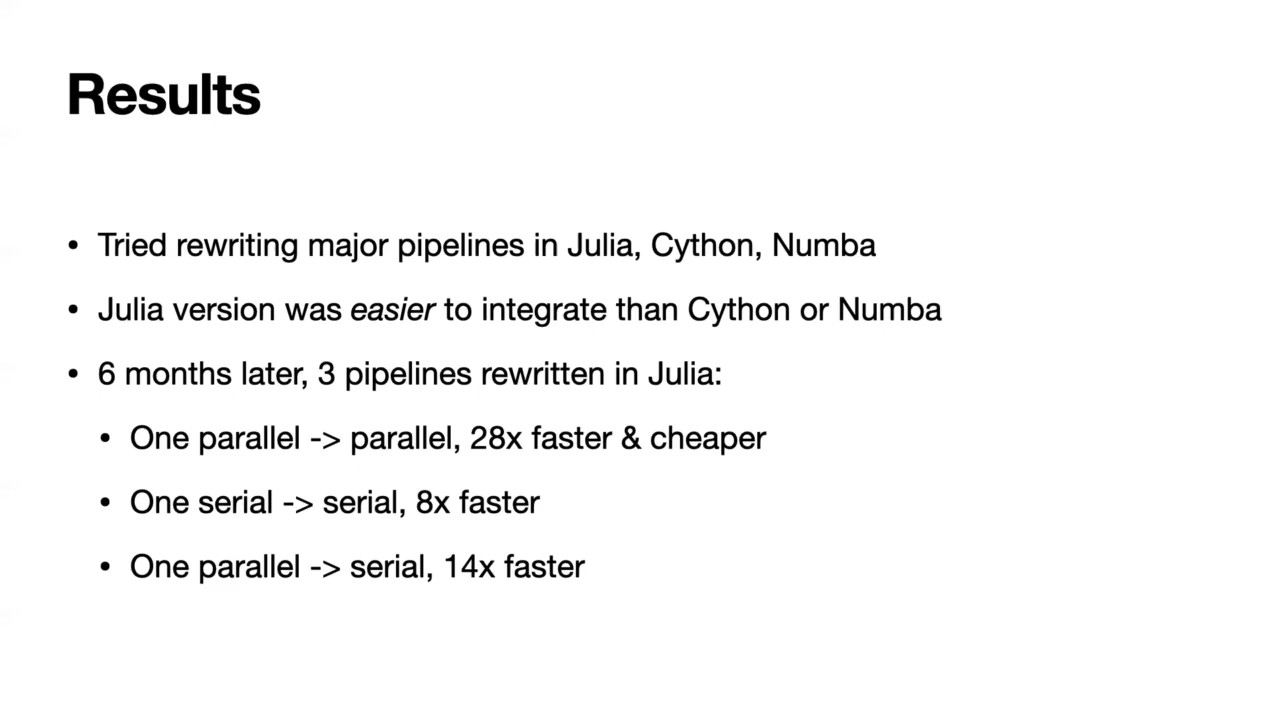 Results
• Tried rewriting major pipelines in Julia, Cython, Numba
• Julia version was easier to integrate than Cython or Numba
• 6 months later, 3 pipelines rewritten in Julia:
• One parallel -> parallel, 28x faster & cheaper
• One serial -> serial, 8x faster
• One parallel -> serial, 14x faster